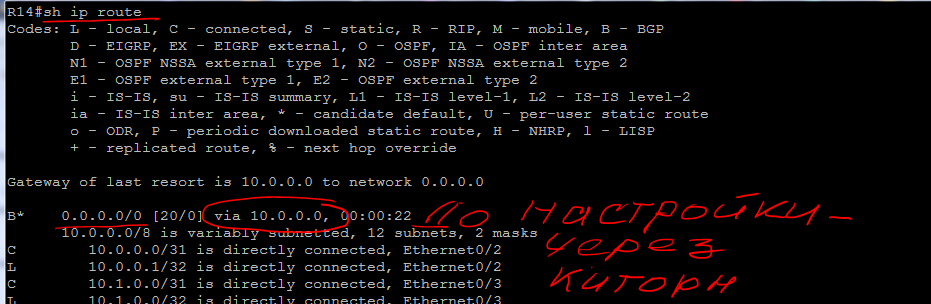 R14#sh ip route
Codes: L - local, C - connected, S - static, R - RIP, M - mobile, B - BGP
D - EIGRP, EX - EIGRP external, O - OSPF, IA - OSPF inter area
N1 - OSPF NSSA external type 1, N2 - OSPF NSSA external type 2
E1 - OSPF external type 1, E2 - OSPF external type 2
i - IS-IS, su - IS-IS summary, L1 - IS-IS level-1, L2 - IS-IS level-2
ia - IS-IS inter area, * - candidate default, U - per-user static route
o - ODR, P - periodic downloaded static route, H - NHRP, l - LISP
+ - replicated route, % - next hop override
Gateway of last resort is 10.0.0.0 to network 0.0.0.0
B* 0.0.0.0/0 [20/0] via 10.0.0.0, 00:00:22
10.0.0.0/8 is variably subnetted, 12 subnets, 2 masks
C 10.0.0.0/31 is directly connected, Ethernet0/2
L 10.0.0.1/32 is directly connected, Ethernet0/2
C 10.1.0.0/31 is directly connected, Ethernet0/3
L 10.1.0.1/32 is directly connected, Ethernet0/3
До настройки -
через
Киторн